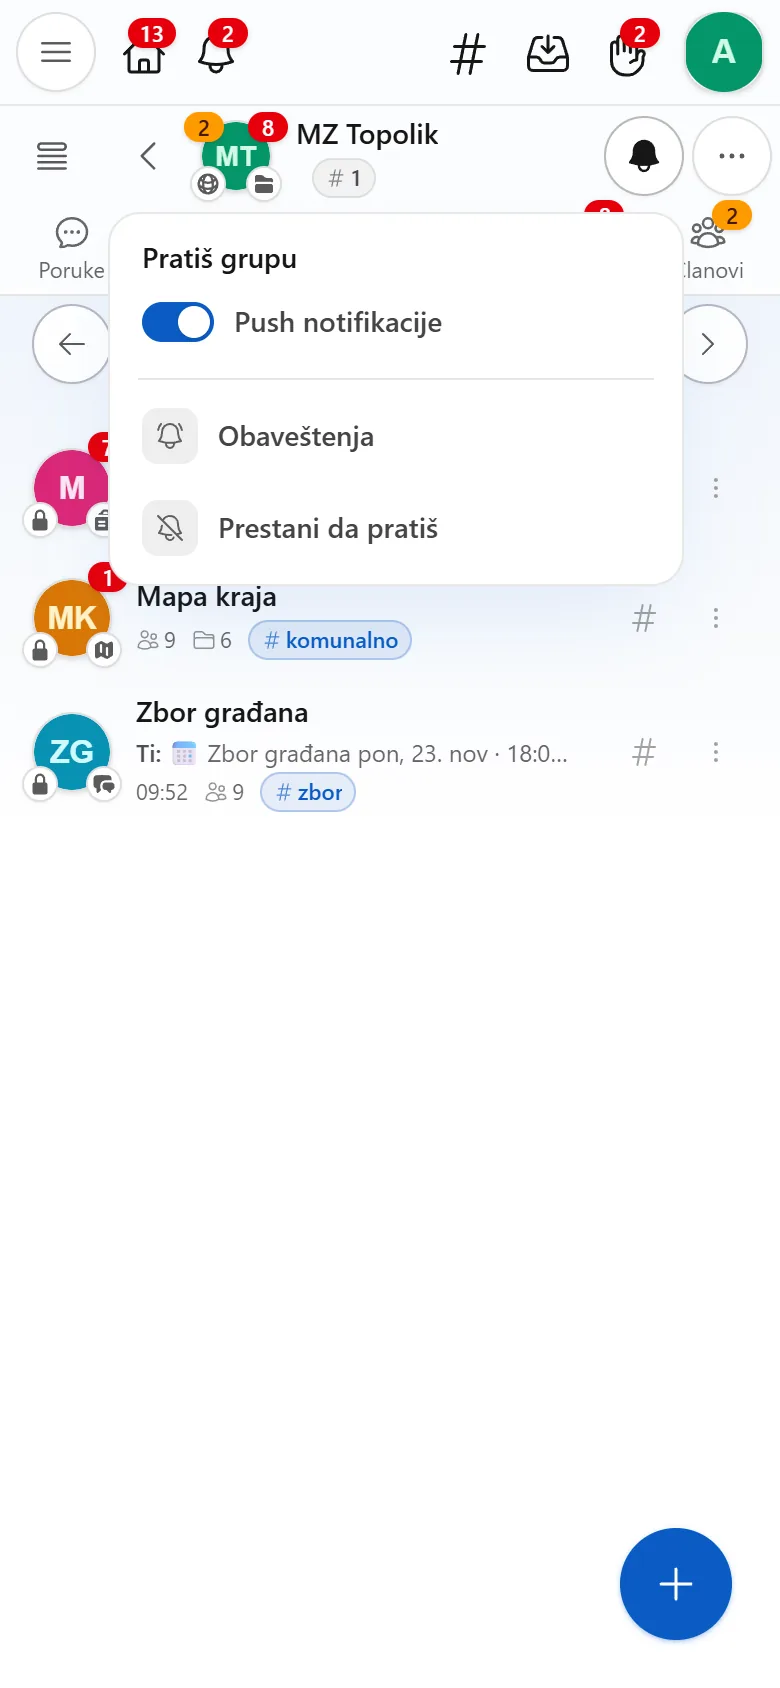 13
2
2
A
2
8
MT
MZ Topolik
# 1
Poruke
2
Pratiš grupu
Push notifikacije
Obaveštenja
Prestani da pratiš
M
1
MK
Mapa kraja
9
6
# komunalno
ZG
Zbor građana
Ti: Zbor građana pon, 23. nov · 18:0...
09:52
9
# zbor